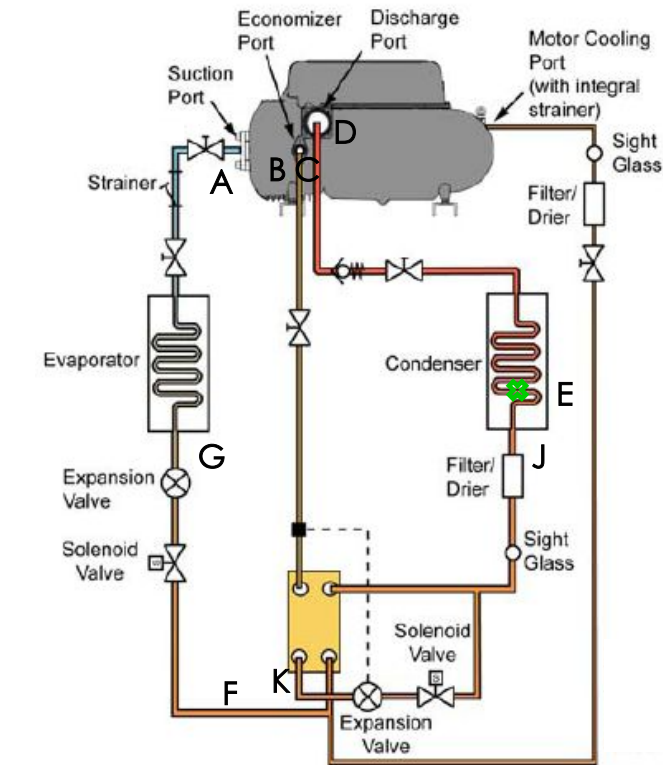 Economizer
Port
Discharge
Port
Motor Cooling
Port
(with integral
strainer)
Suction
Port
D
B
C
A
Sight
Glass
Strainer
Filter/
Drier
Evaporator
Condenser
E
G
J
Expansion
Valve
Filter/
Drier
Solenoid
Valve
S
Sight
Glass
Solenoid
Valve
S
K
F
Expansion
Valve